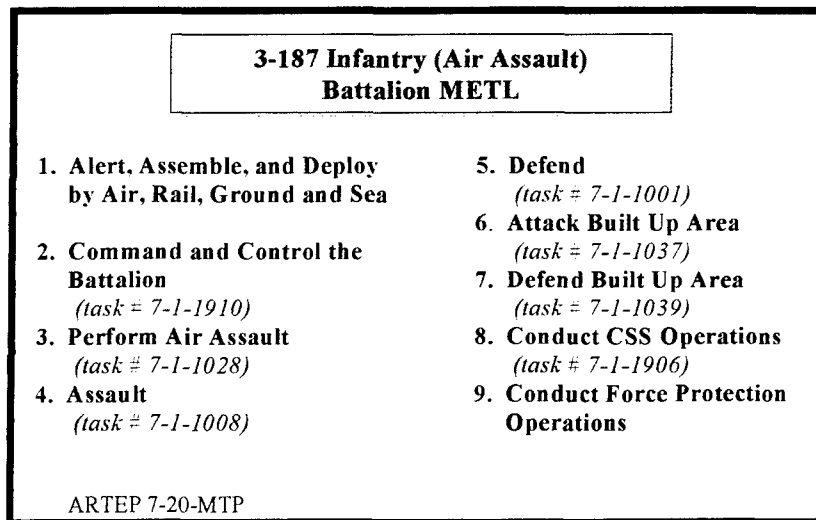 3-187 Infantry (Air Assault)
Battalion METL
1. Alert, Assemble, and Deploy
by Air, Rail, Ground and Sea
2. Command and Control the
Battalion
(task # 7-1-1910)
3. Perform Air Assault
(task # 7-1-1028)
4. Assault
(task # 7-1-1008)
5. Defend
(task # 7-1-1001)
6. Attack Built Up Area
(task # 7-1-1037)
7. Defend Built Up Area
(task # 7-1-1039)
8. Conduct CSS Operations
(task # 7-1-1906)
9. Conduct Force Protection
Operations
ARTEP 7-20-MTP